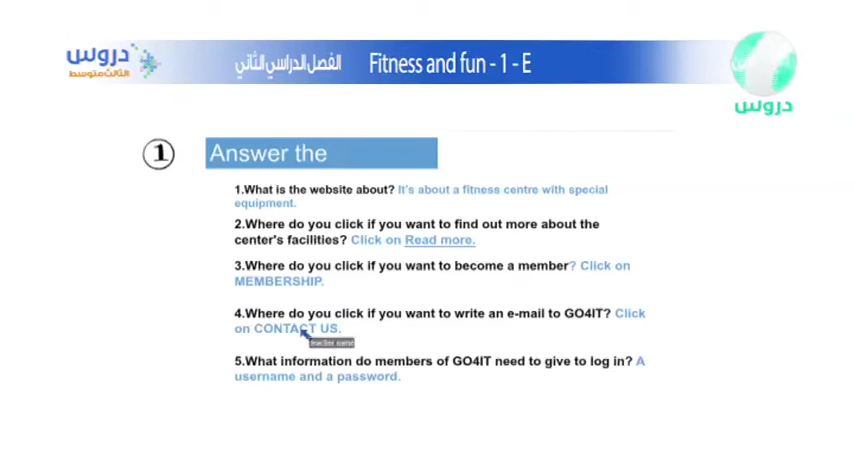 دروس
الثالث متوسط
الفصل الدراسي الثاني
Fitness and fun - 1 - E
دروس
1
Answer the
1.What is the website about? It's about a fitness centre with special
equipment.
2.Where do you click if you want to find out more about the
center's facilities? Click on Read more.
3.Where do you click if you want to become a member? Click on
MEMBERSHIP.
4.Where do you click if you want to write an e-mail to GO4IT? Click
on CONTACT US.
teacher name
5.What information do members of GO4IT need to give to log in? A
username and a password.